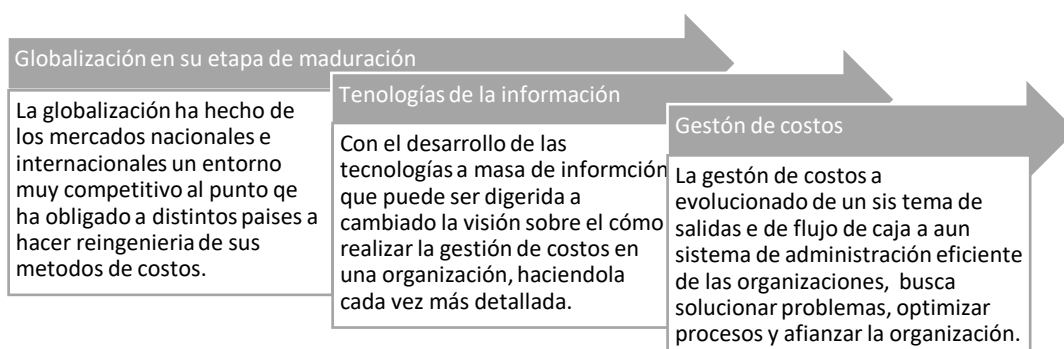 Globalización en su etapa de maduración
La globalización ha hecho de
los mercados nacionales e
internacionales un entorno
muy competitivo al punto qe
ha obligado a distintos paises a
hacer reingenieria de sus
metodos de costos.
Tenologías de la información
Con el desarrollo de las
tecnologías a masa de informción
que puede ser digerida a
cambiado la visión sobre el cómo
realizar la gestión de costos en
una organización, haciendola
cada vez más detallada.
Gestón de costos
La gestón de costos a
evolucionado de un sis tema de
salidas e de flujo de caja a aun
sistema de administración eficiente
de las organizaciones, busca
solucionar problemas, optimizar
procesos y afianzar la organización.